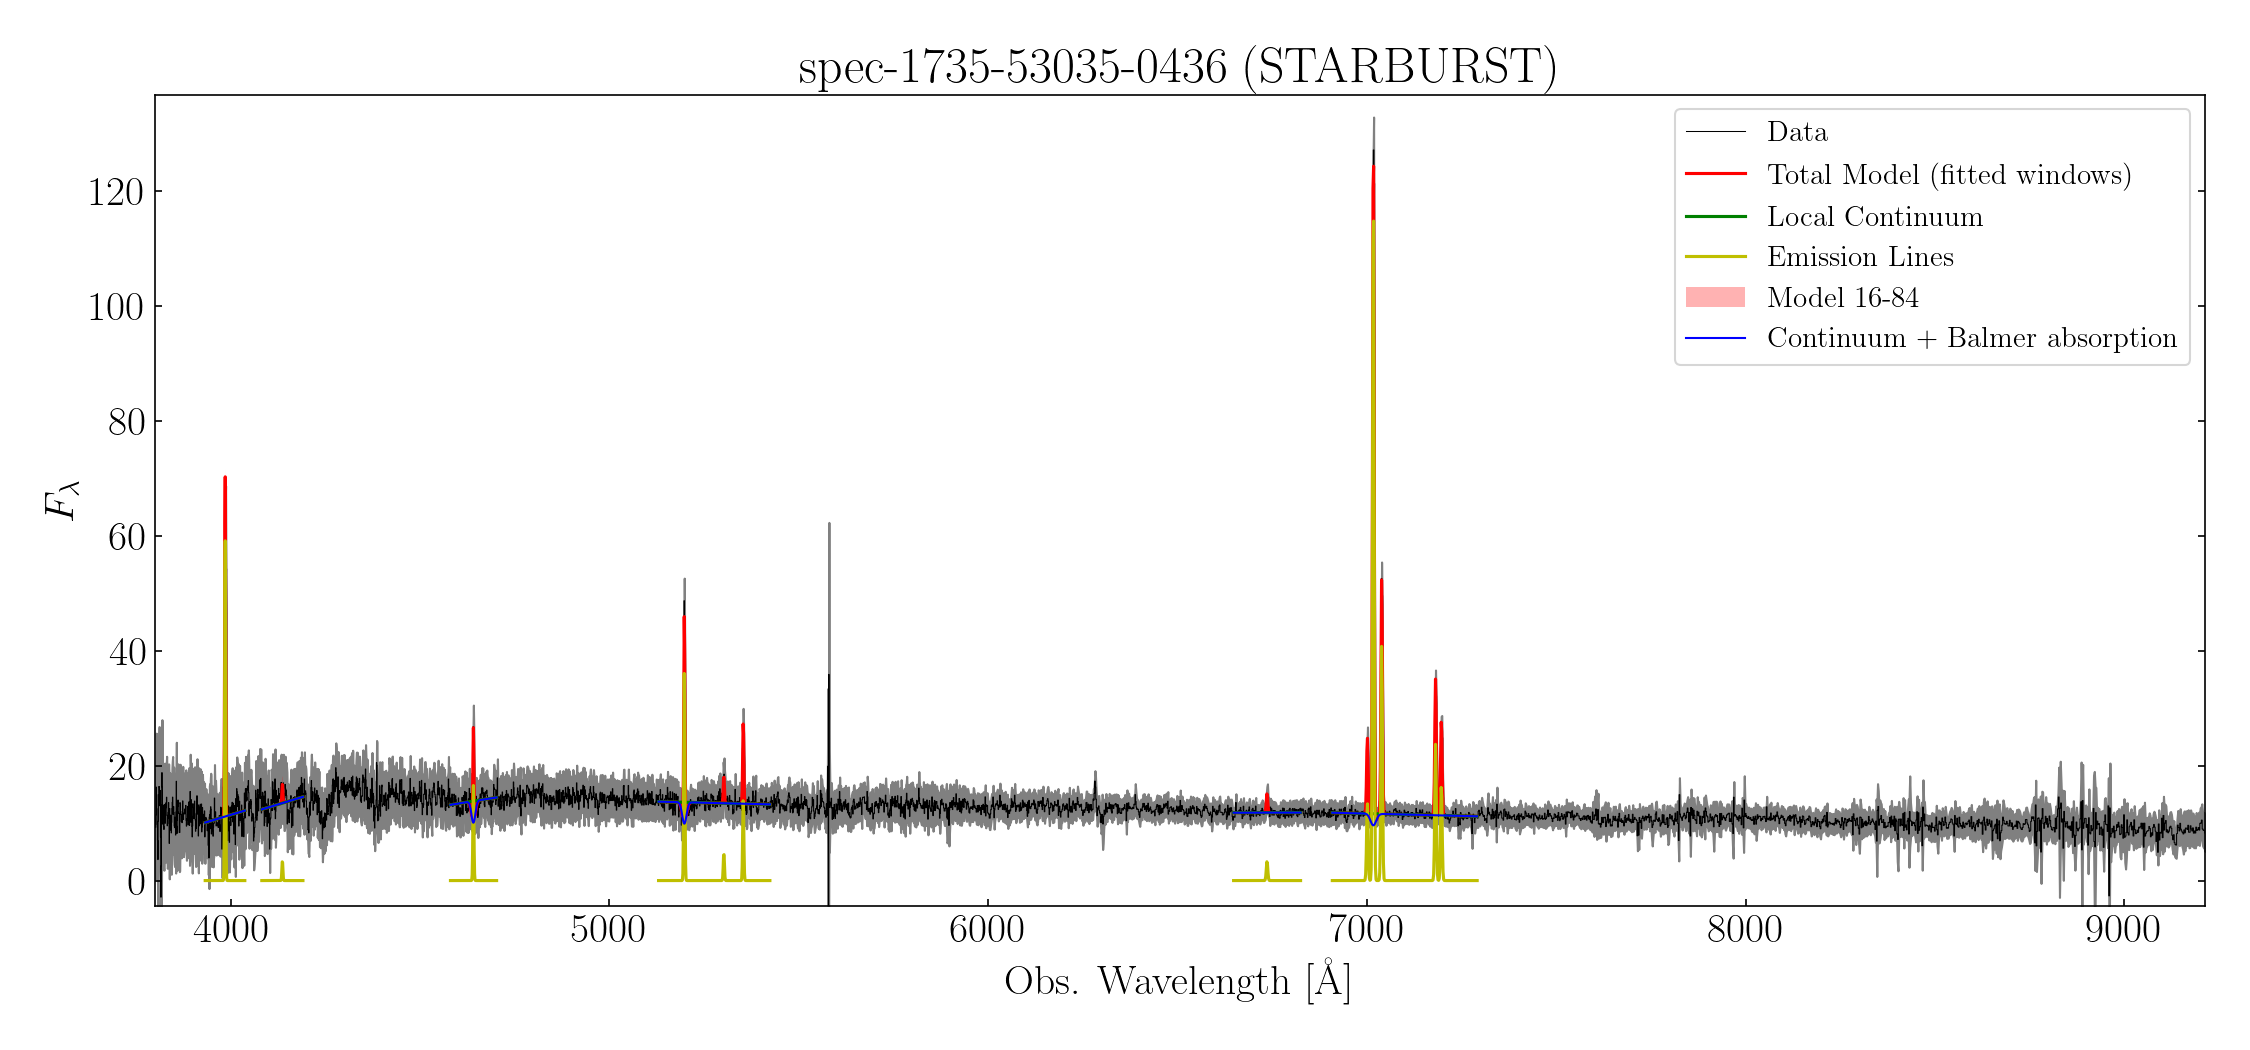 spec-1735-53035-0436 (STARBURST)
Data
Total Model (fitted windows)
Local Continuum
Emission Lines
Model 16-84
Continuum + Balmer absorption
120
100
80
60
40
20
0
F_λ
4000 5000 6000 7000 8000 9000
Obs. Wavelength [Å]